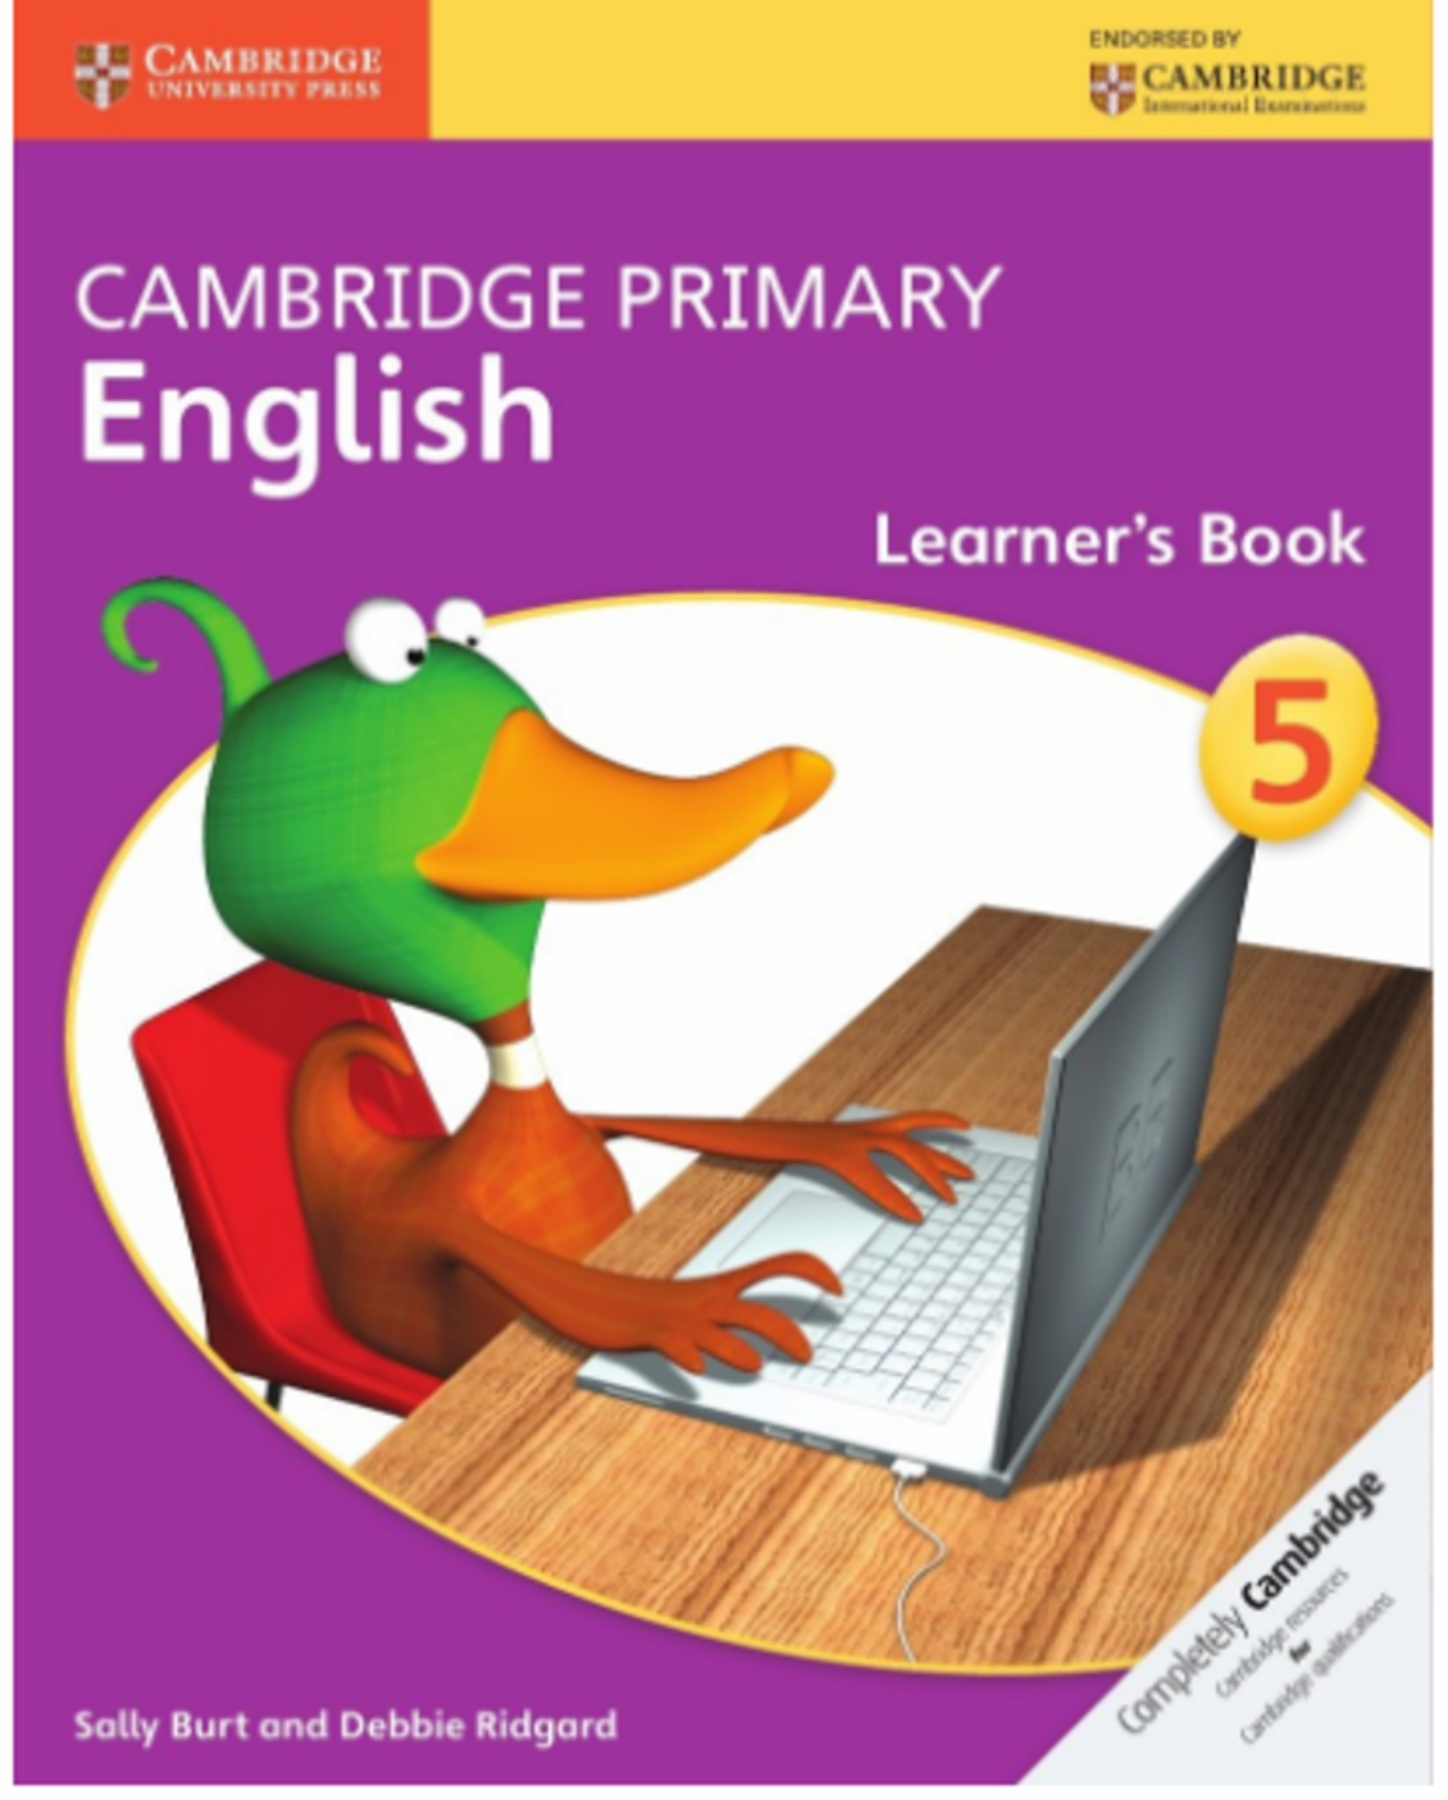 CAMBRIDGE
UNIVERSITY PRESS
ENDORSED BY
CAMBRIDGE
International Examinations
CAMBRIDGE PRIMARY
English
Learner's Book
5
Completely Cambridge
Cambridge resources
for
Cambridge qualifications
Sally Burt and Debbie Ridgard